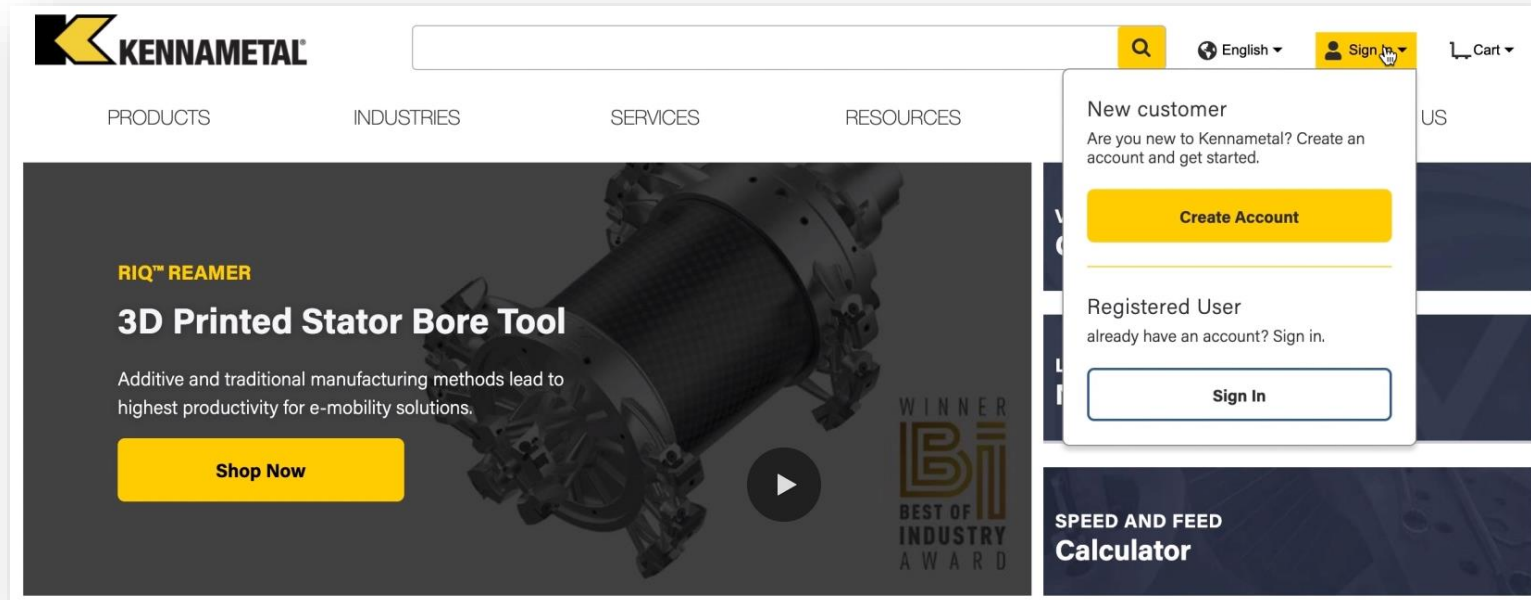 KENNAMETAL®
English
Sign In
Cart
PRODUCTS
INDUSTRIES
SERVICES
RESOURCES
US
New customer
Are you new to Kennametal? Create an
account and get started.
Create Account
Registered User
already have an account? Sign in.
Sign In
RIQ™ REAMER
3D Printed Stator Bore Tool
Additive and traditional manufacturing methods lead to
highest productivity for e-mobility solutions.
Shop Now
WINNER
Bi
BEST OF
INDUSTRY
AWARD
SPEED AND FEED
Calculator